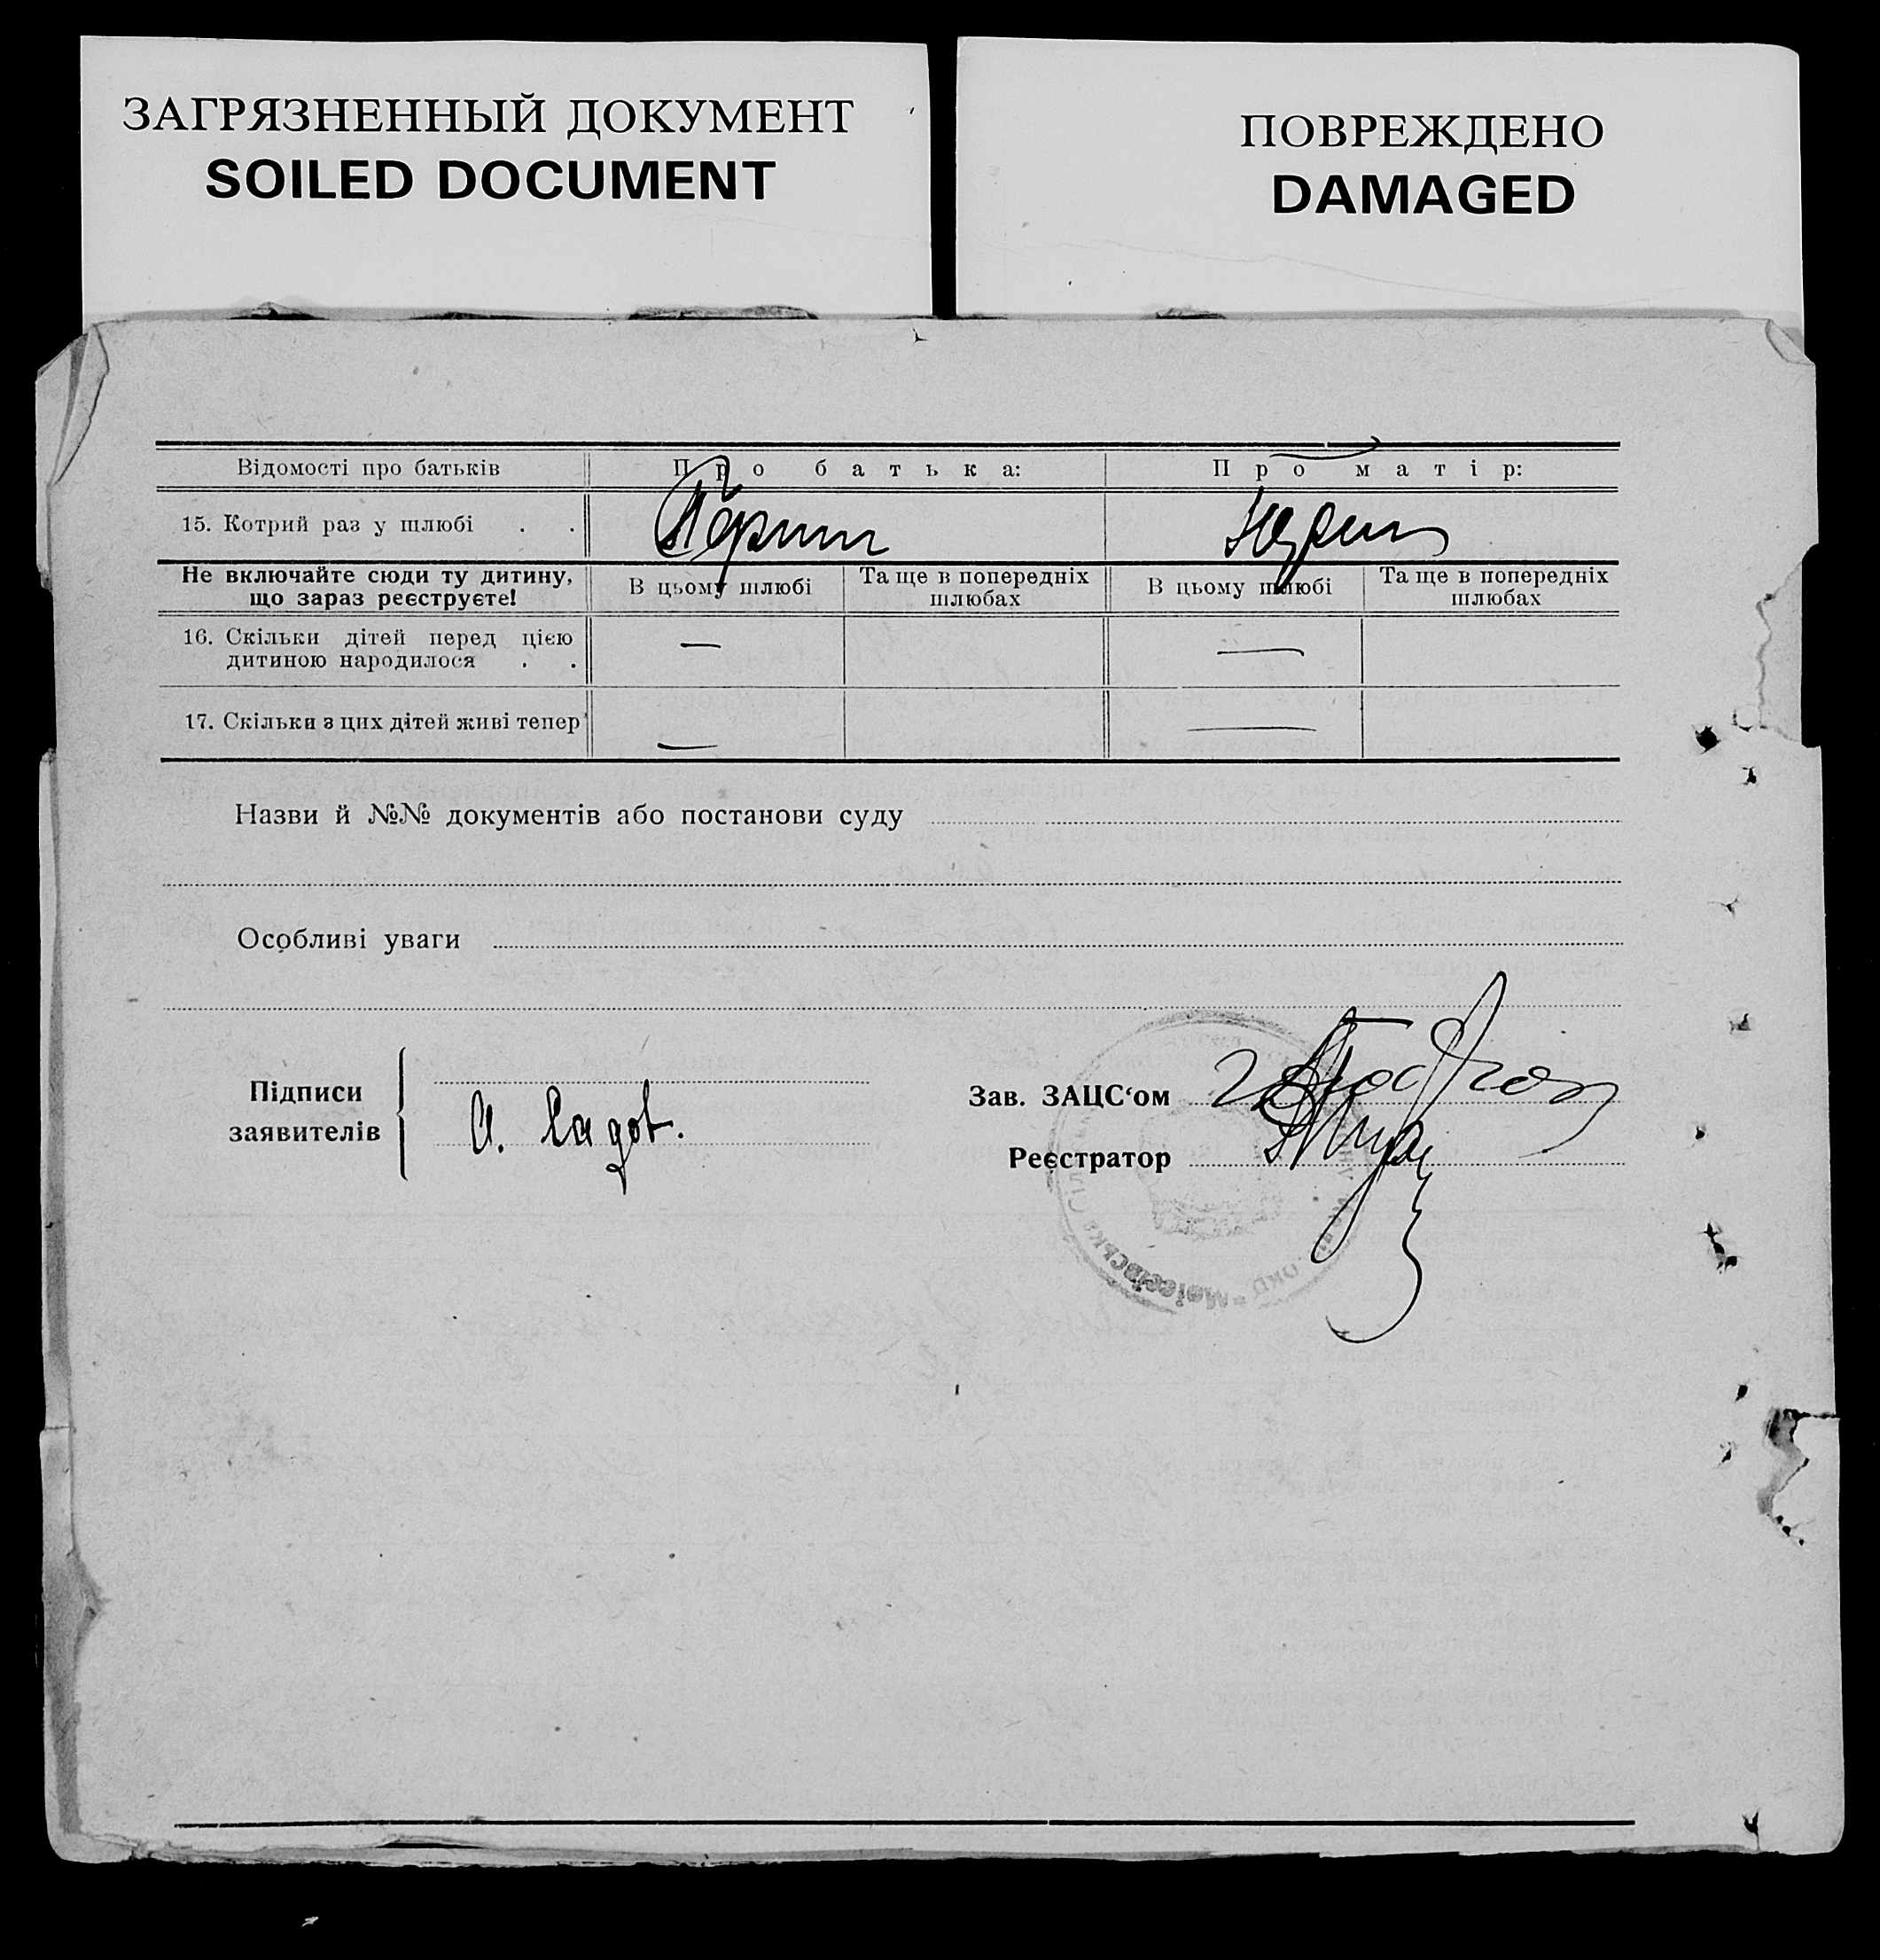 ЗАГРЯЗНЕННЫЙ ДОКУМЕНТ
SOILED DOCUMENT
ПОВРЕЖДЕНО
DAMAGED
Відомості про батьків Про батька: Про матір:
15. Котрий раз у шлюбі . . Перший
Не включайте сюди ту дитину, що зараз реєструєте! В цьому шлюбі Та ще в попередніх шлюбах В цьому шлюбі Та ще в попередніх шлюбах
16. Скільки дітей перед цією — —
дитиною народилося . .
17. Скільки з цих дітей живі тепер — —
Назви й №№ документів або постанови суду
Особливі уваги
Підписи
заявителів
А. Садов.
Зав. ЗАЦС‘ом
Реєстратор